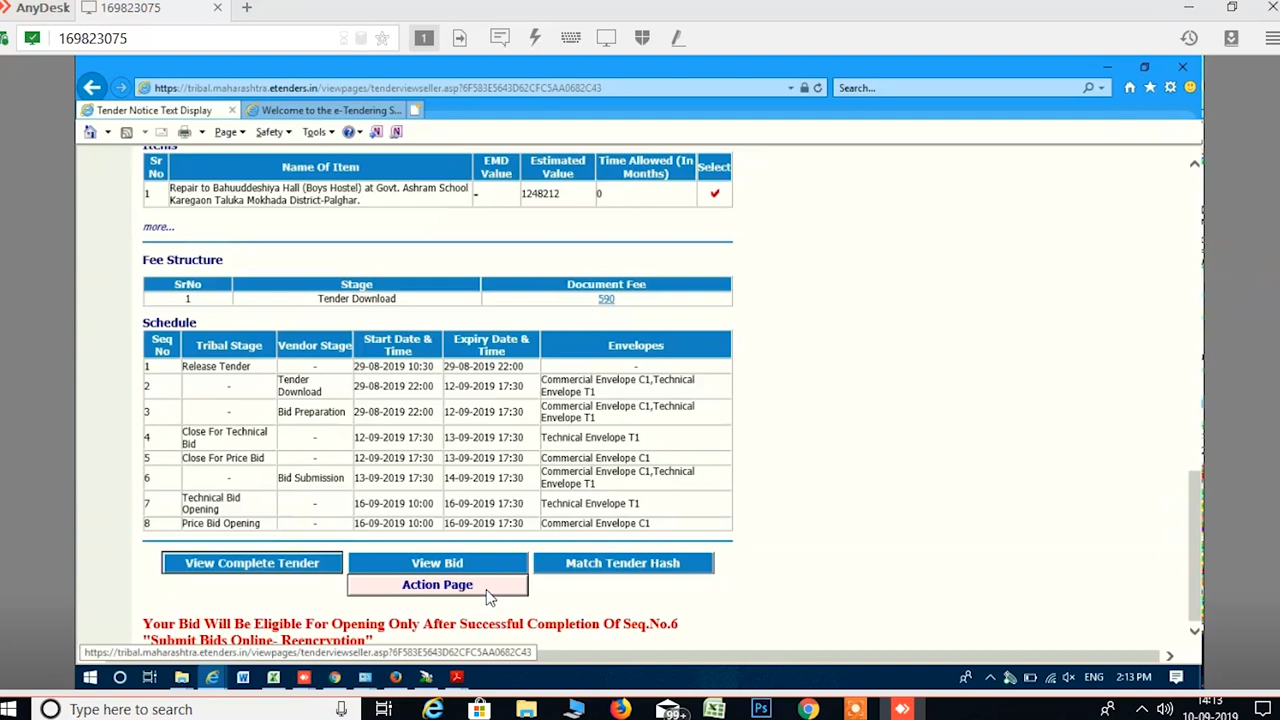 AnyDesk 169823075
169823075 1
https://tribal.maharashtra.etenders.in/viewpages/tenderviewseller.asp?6F583E5643D62CFC5AA0682C43 Search...
Tender Notice Text Display Welcome to the e-Tendering S...
Page Safety Tools
Items
Sr No Name Of Item EMD Value Estimated Value Time Allowed (In Months) Select
1 Repair to Bahuuddeshiya Hall (Boys Hostel) at Govt. Ashram School Karegaon Taluka Mokhada District-Palghar. - 1248212 0
more...
Fee Structure
SrNo Stage Document Fee
1 Tender Download 590
Schedule
Seq No Tribal Stage Vendor Stage Start Date & Time Expiry Date & Time Envelopes
1 Release Tender - 29-08-2019 10:30 29-08-2019 22:00 -
2 - Tender Download 29-08-2019 22:00 12-09-2019 17:30 Commercial Envelope C1,Technical Envelope T1
3 - Bid Preparation 29-08-2019 22:00 12-09-2019 17:30 Commercial Envelope C1,Technical Envelope T1
4 Close For Technical Bid - 12-09-2019 17:30 13-09-2019 17:30 Technical Envelope T1
5 Close For Price Bid - 12-09-2019 17:30 13-09-2019 17:30 Commercial Envelope C1
6 - Bid Submission 13-09-2019 17:30 14-09-2019 17:30 Commercial Envelope C1,Technical Envelope T1
7 Technical Bid Opening - 16-09-2019 10:00 16-09-2019 17:30 Technical Envelope T1
8 Price Bid Opening - 16-09-2019 10:00 16-09-2019 17:30 Commercial Envelope C1
View Complete Tender View Bid Match Tender Hash
Action Page
Your Bid Will Be Eligible For Opening Only After Successful Completion Of Seq.No.6
"Submit Bids Online- Reencryption"
https://tribal.maharashtra.etenders.in/viewpages/tenderviewseller.asp?6F583E5643D62CFC5AA0682C43
ENG 2:13 PM
Type here to search 99+ 14:13
10-09-2019